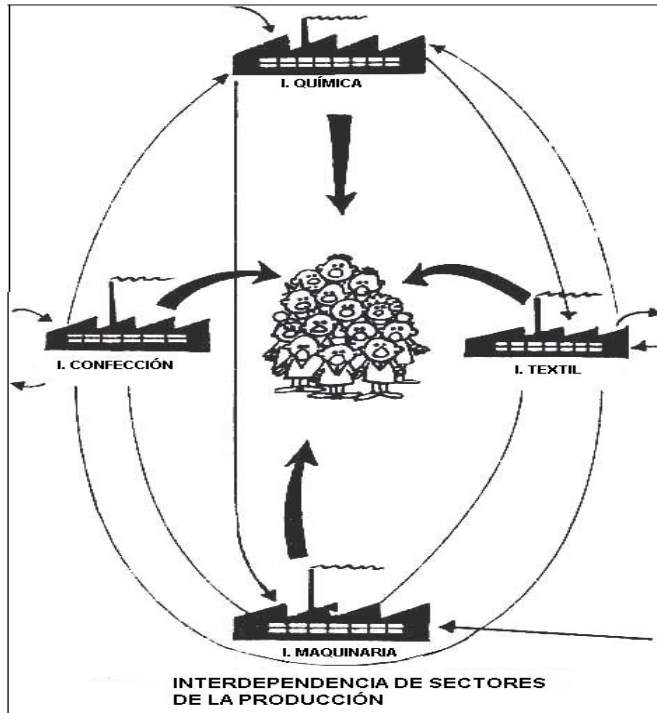 I. QUÍMICA
I. CONFECCIÓN
I. TEXTIL
I. MAQUINARIA
INTERDEPENDENCIA DE SECTORES
DE LA PRODUCCIÓN